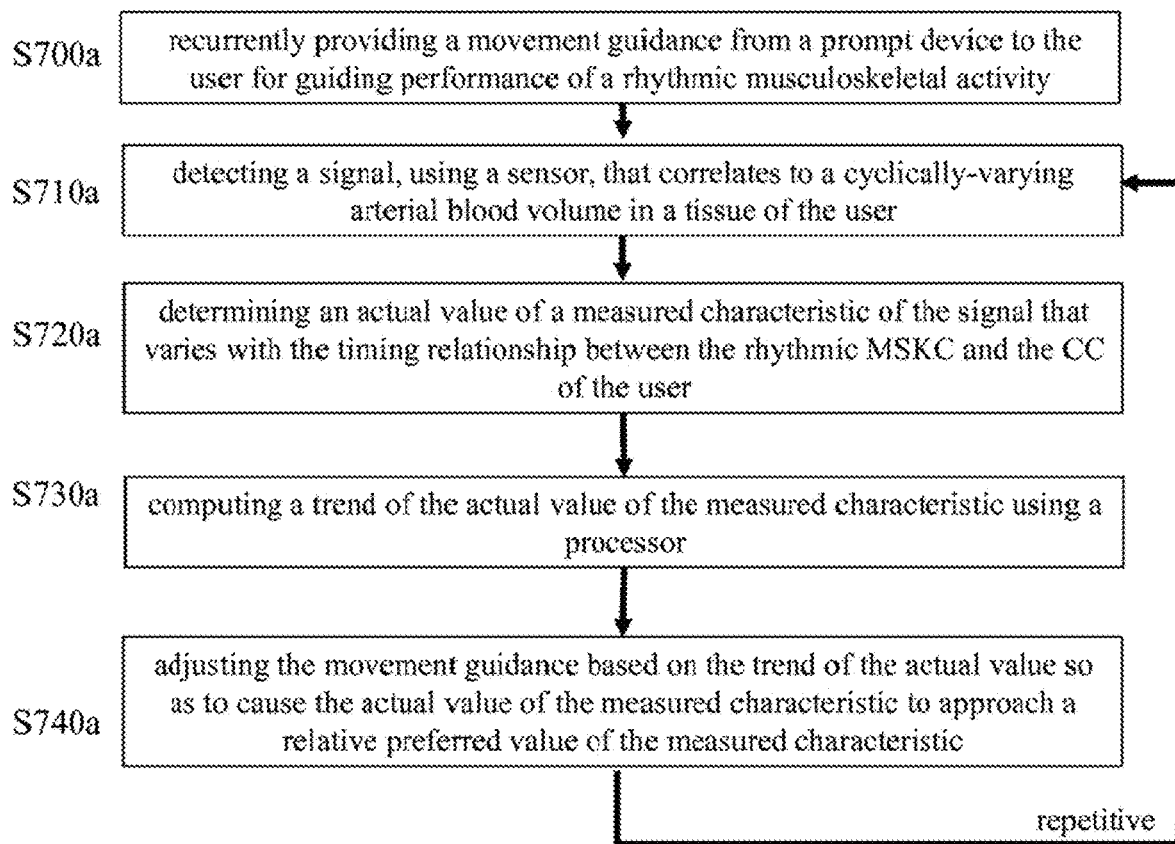 S700a
recurrently providing a movement guidance from a prompt device to the
user for guiding performance of a rhythmic musculoskeletal activity
S710a
detecting a signal, using a sensor, that correlates to a cyclically-varying
arterial blood volume in a tissue of the user
S720a
determining an actual value of a measured characteristic of the signal that
varies with the timing relationship between the rhythmic MSKC and the CC
of the user
S730a
computing a trend of the actual value of the measured characteristic using a
processor
S740a
adjusting the movement guidance based on the trend of the actual value so
as to cause the actual value of the measured characteristic to approach a
relative preferred value of the measured characteristic
repetitive